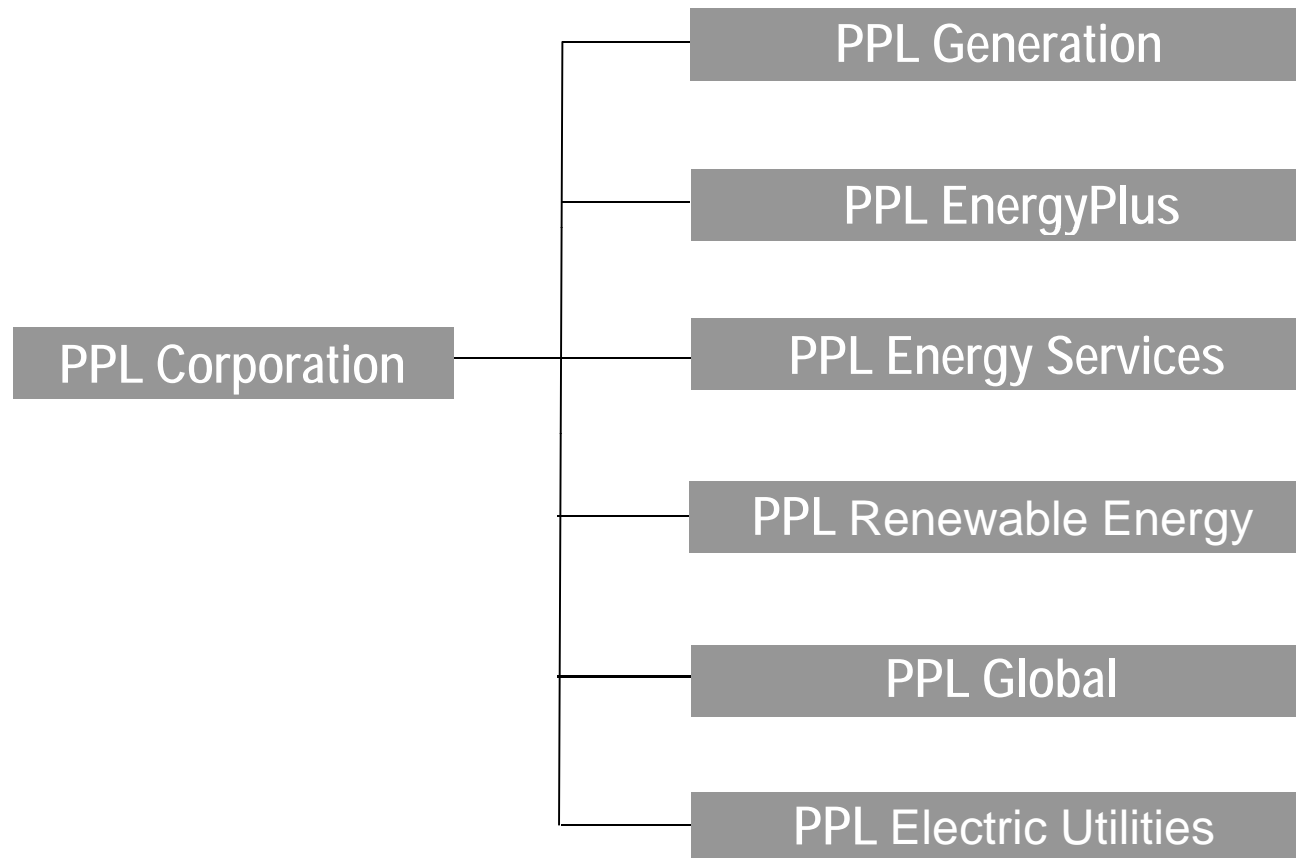 PPL Generation
PPL EnergyPlus
PPL Corporation
PPL Energy Services
PPL Renewable Energy
PPL Global
PPL Electric Utilities